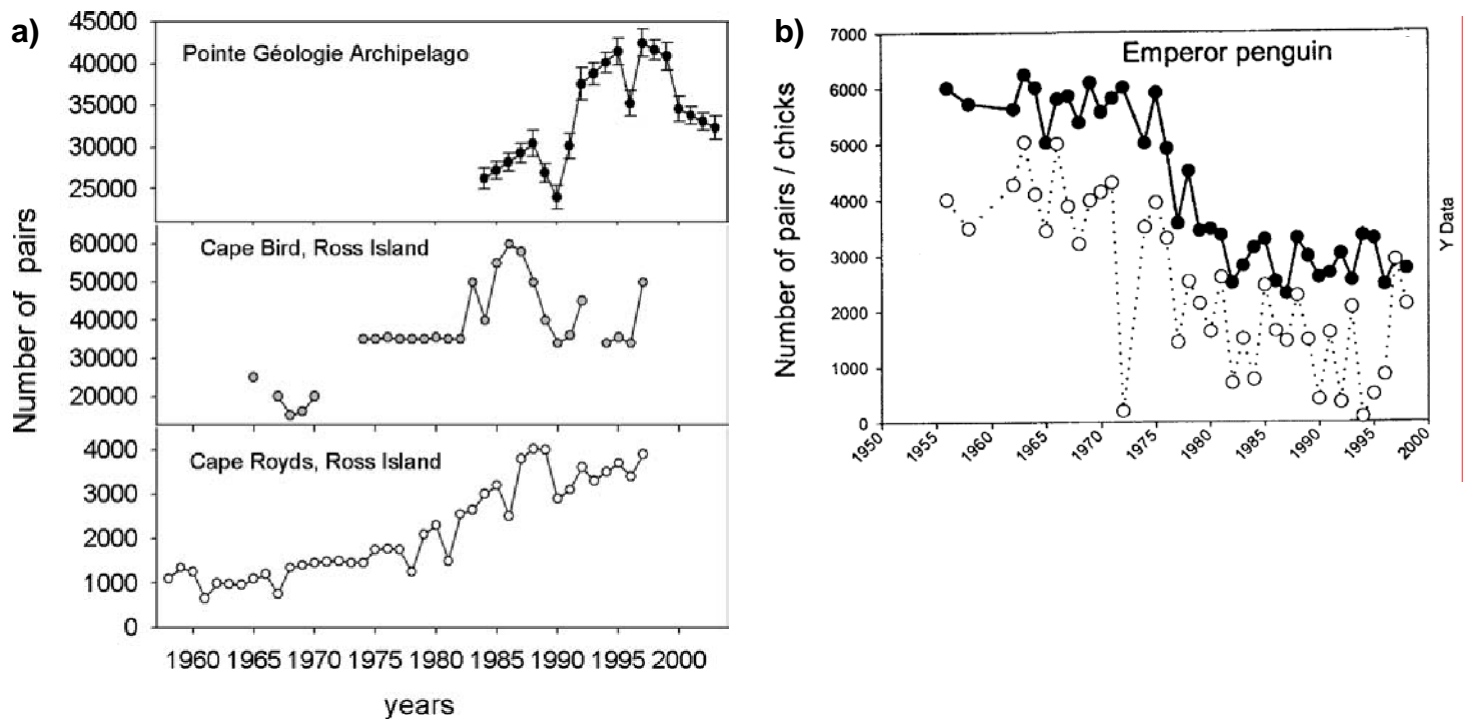 a)
Pointe Géologie Archipelago
45000
40000
35000
30000
25000
Cape Bird, Ross Island
60000
50000
40000
30000
20000
Cape Royds, Ross Island
4000
3000
2000
1000
0
Number of pairs
1960 1965 1970 1975 1980 1985 1990 1995 2000
years
b)
Emperor penguin
7000
6000
5000
4000
3000
2000
1000
0
Number of pairs / chicks
1950 1955 1960 1965 1970 1975 1980 1985 1990 1995 2000
Y Data